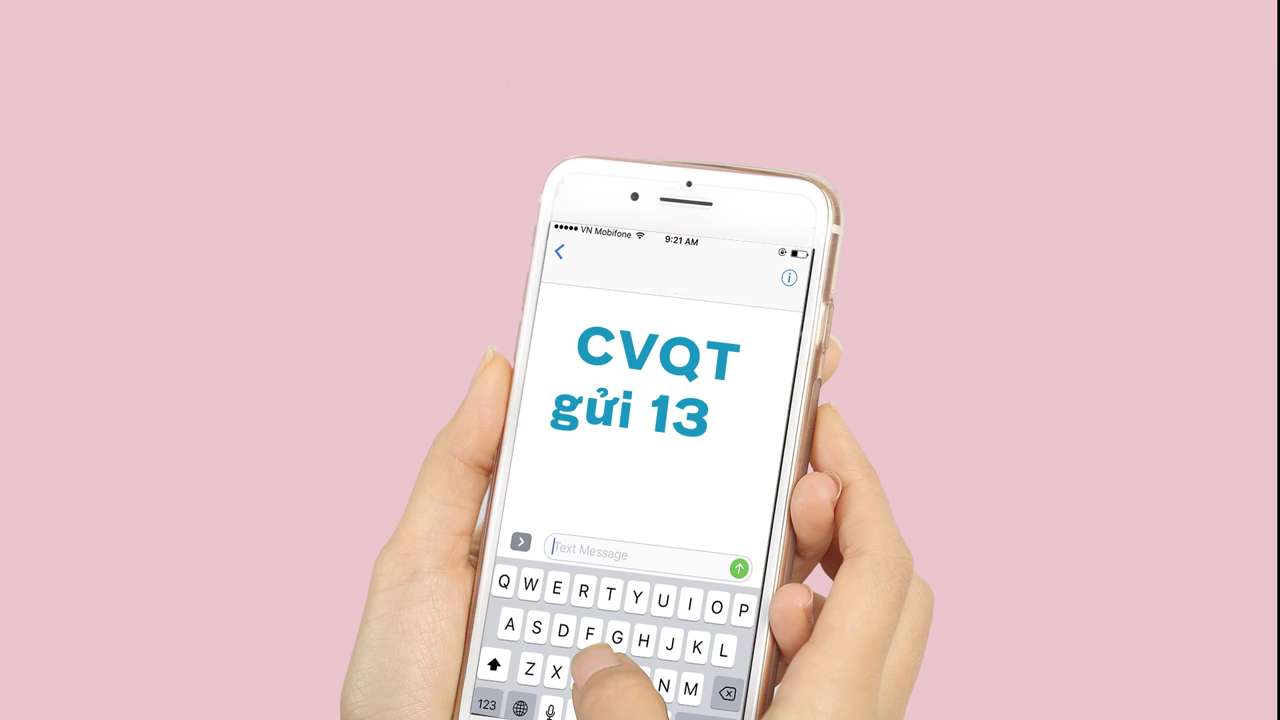 VN Mobifone 9:21 AM
CVQT
gửi 13
Text Message
Q W E R T Y U I O P
A S D F G H J K L
Z X N M
123